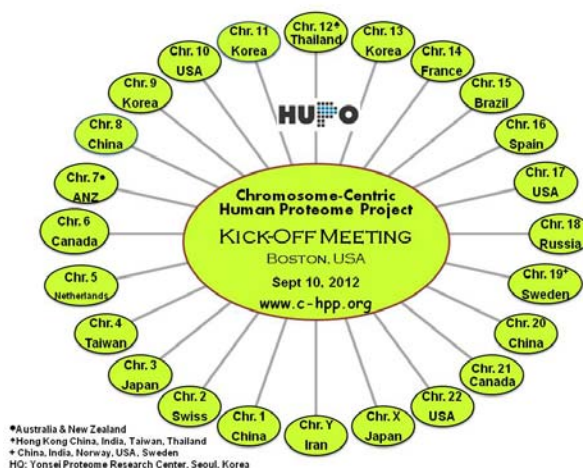 Chr. 12♠
Thailand
Chr. 13
Korea
Chr. 14
France
Chr. 15
Brazil
Chr. 16
Spain
Chr. 17
USA
Chr. 18
Russia
Chr. 19+
Sweden
Chr. 20
China
Chr. 21
Canada
Chr. 22
USA
Chr. X
Japan
Chr. Y
Iran
Chr. 1
China
Chr. 2
Swiss
Chr. 3
Japan
Chr. 4
Taiwan
Chr. 5
Netherlands
Chr. 6
Canada
Chr. 7●
ANZ
Chr. 8
China
Chr. 9
Korea
Chr. 10
USA
Chr. 11
Korea
HUPO
Chromosome-Centric
Human Proteome Project
KICK-OFF MEETING
BOSTON, USA
Sept 10, 2012
www.c-hpp.org
●Australia & New Zealand
♠Hong Kong China, India, Taiwan, Thailand
+ China, India, Norway, USA, Sweden
HQ: Yonsei Proteome Research Center, Seoul, Korea